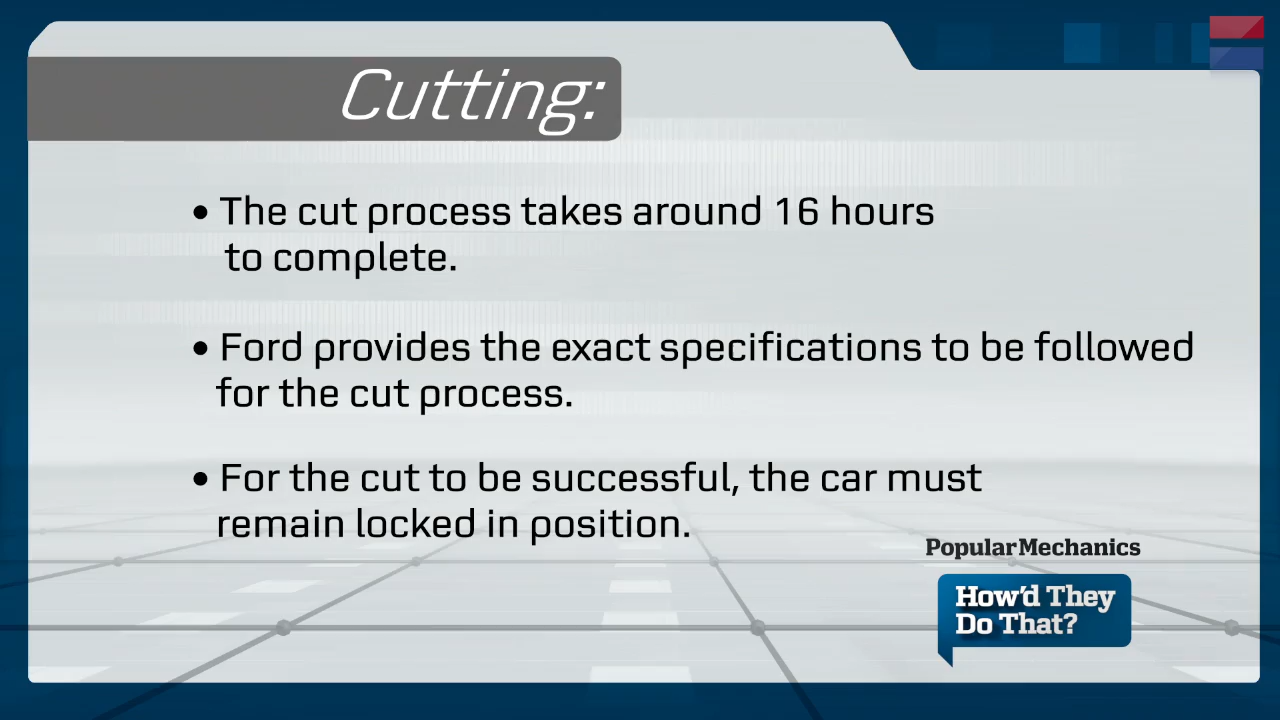 Cutting:
• The cut process takes around 16 hours
to complete.
• Ford provides the exact specifications to be followed
for the cut process.
• For the cut to be successful, the car must
remain locked in position.
Popular Mechanics
How'd They
Do That?